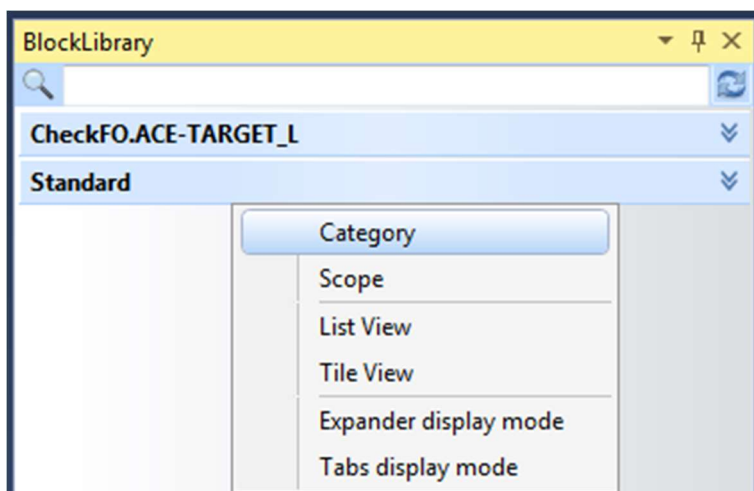 BlockLibrary
CheckFO.ACE-TARGET_L
Standard
Category
Scope
List View
Tile View
Expander display mode
Tabs display mode